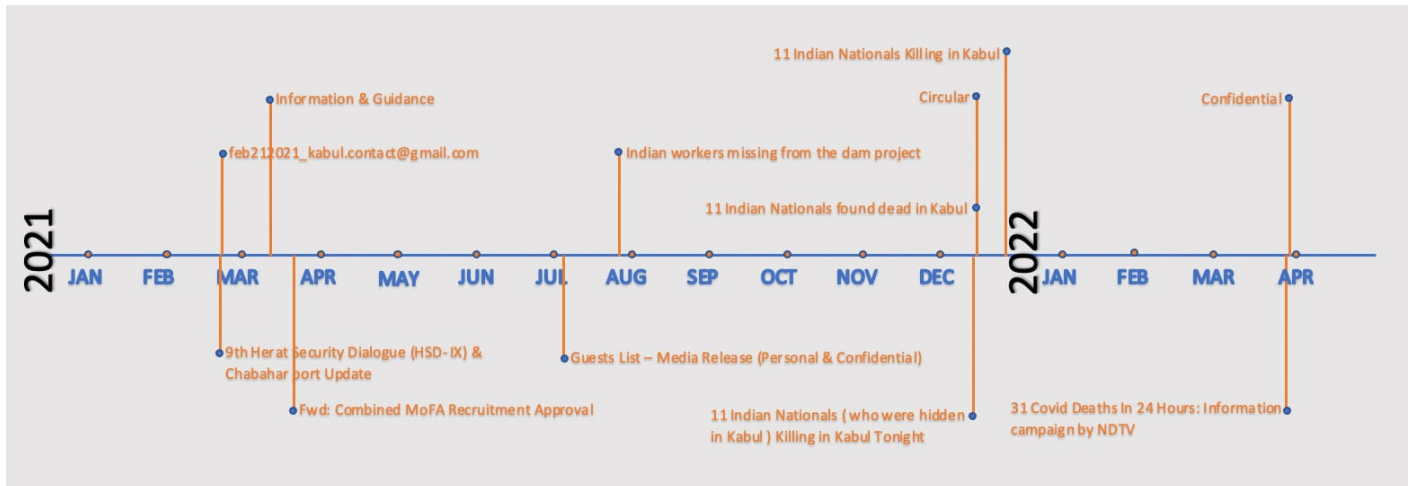 11 Indian Nationals Killing in Kabul
Information & Guidance
Circular
Confidential
feb212021_kabul.contact@gmail.com
Indian workers missing from the dam project
11 Indian Nationals found dead in Kabul
2021
2022
JAN
FEB
MAR
APR
MAY
JUN
JUL
AUG
SEP
OCT
NOV
DEC
JAN
FEB
MAR
APR
9th Herat Security Dialogue (HSD-IX) &
Chabahar port Update
Guests List – Media Release (Personal & Confidential)
Fwd: Combined MoFA Recruitment Approval
11 Indian Nationals ( who were hidden
in Kabul ) Killing in Kabul Tonight
31 Covid Deaths In 24 Hours: Information
campaign by NDTV